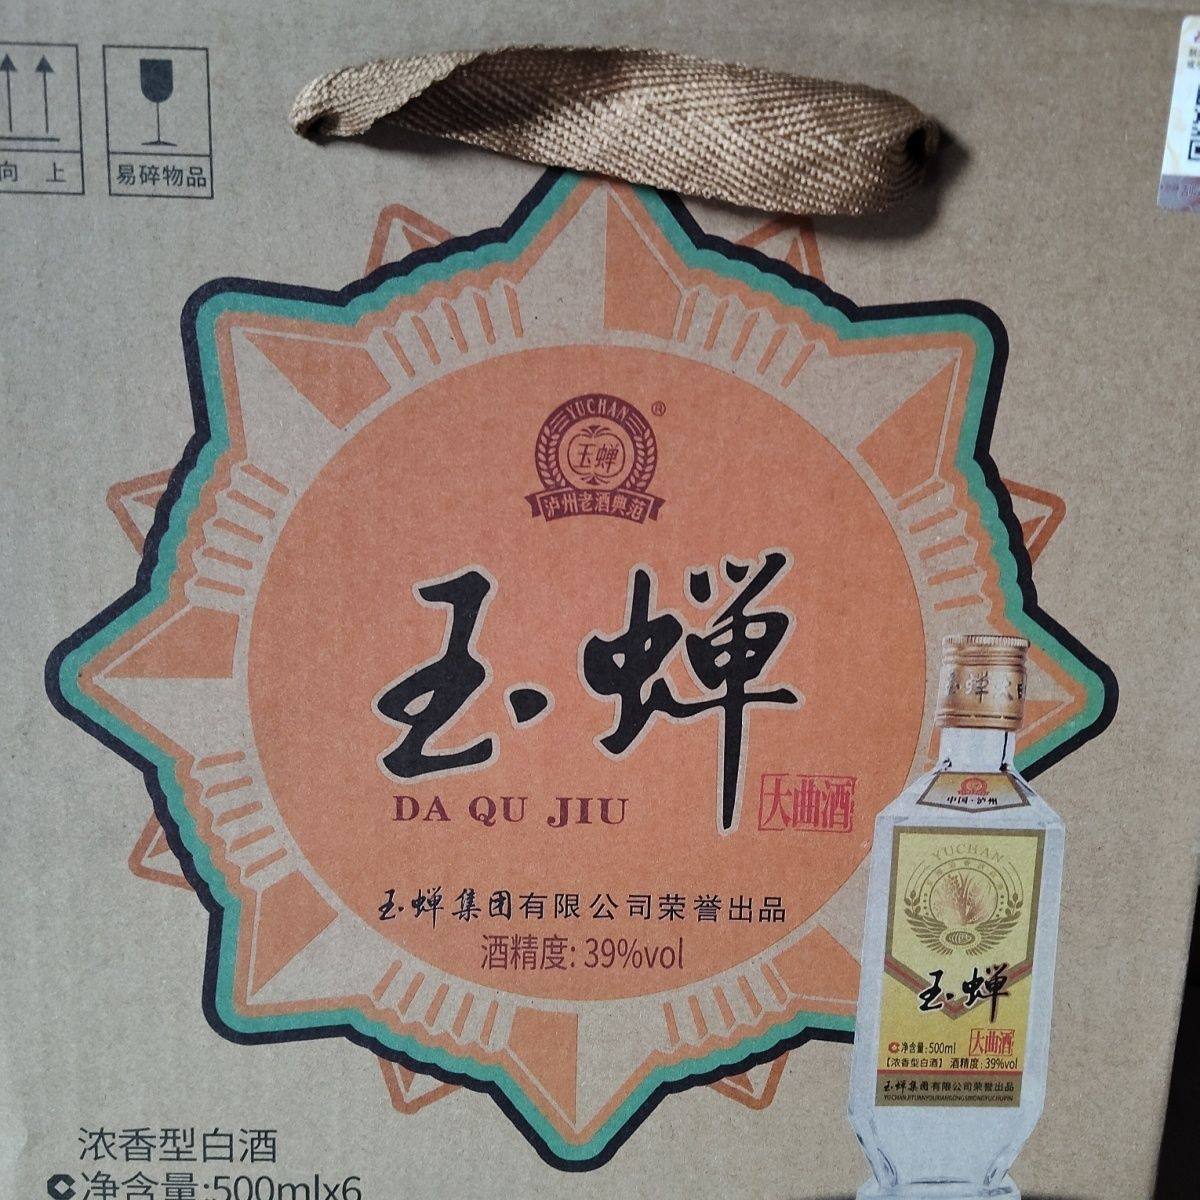 向上
易碎物品
YUCHAN
®
玉蝉
泸州老酒典范
玉蝉
DA QU JIU
大曲酒
玉蝉集团有限公司荣誉出品
酒精度: 39%vol
中国·泸州
YUCHAN
玉蝉
大曲酒
净含量:500ml
【浓香型白酒】 酒精度: 39%vol
玉蝉集团有限公司荣誉出品
浓香型白酒
净含量:500mlx6